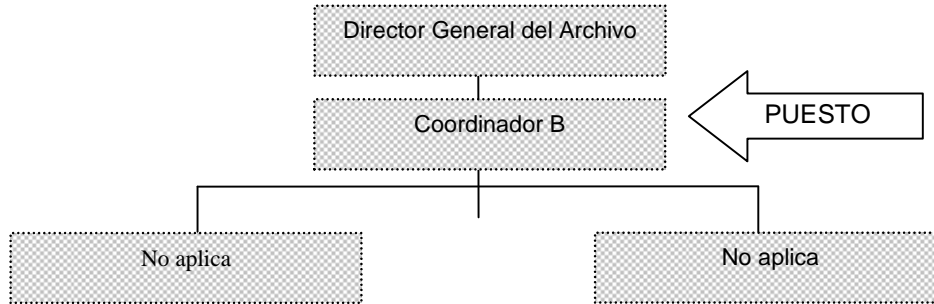 Director General del Archivo
Coordinador B
PUESTO
No aplica
No aplica